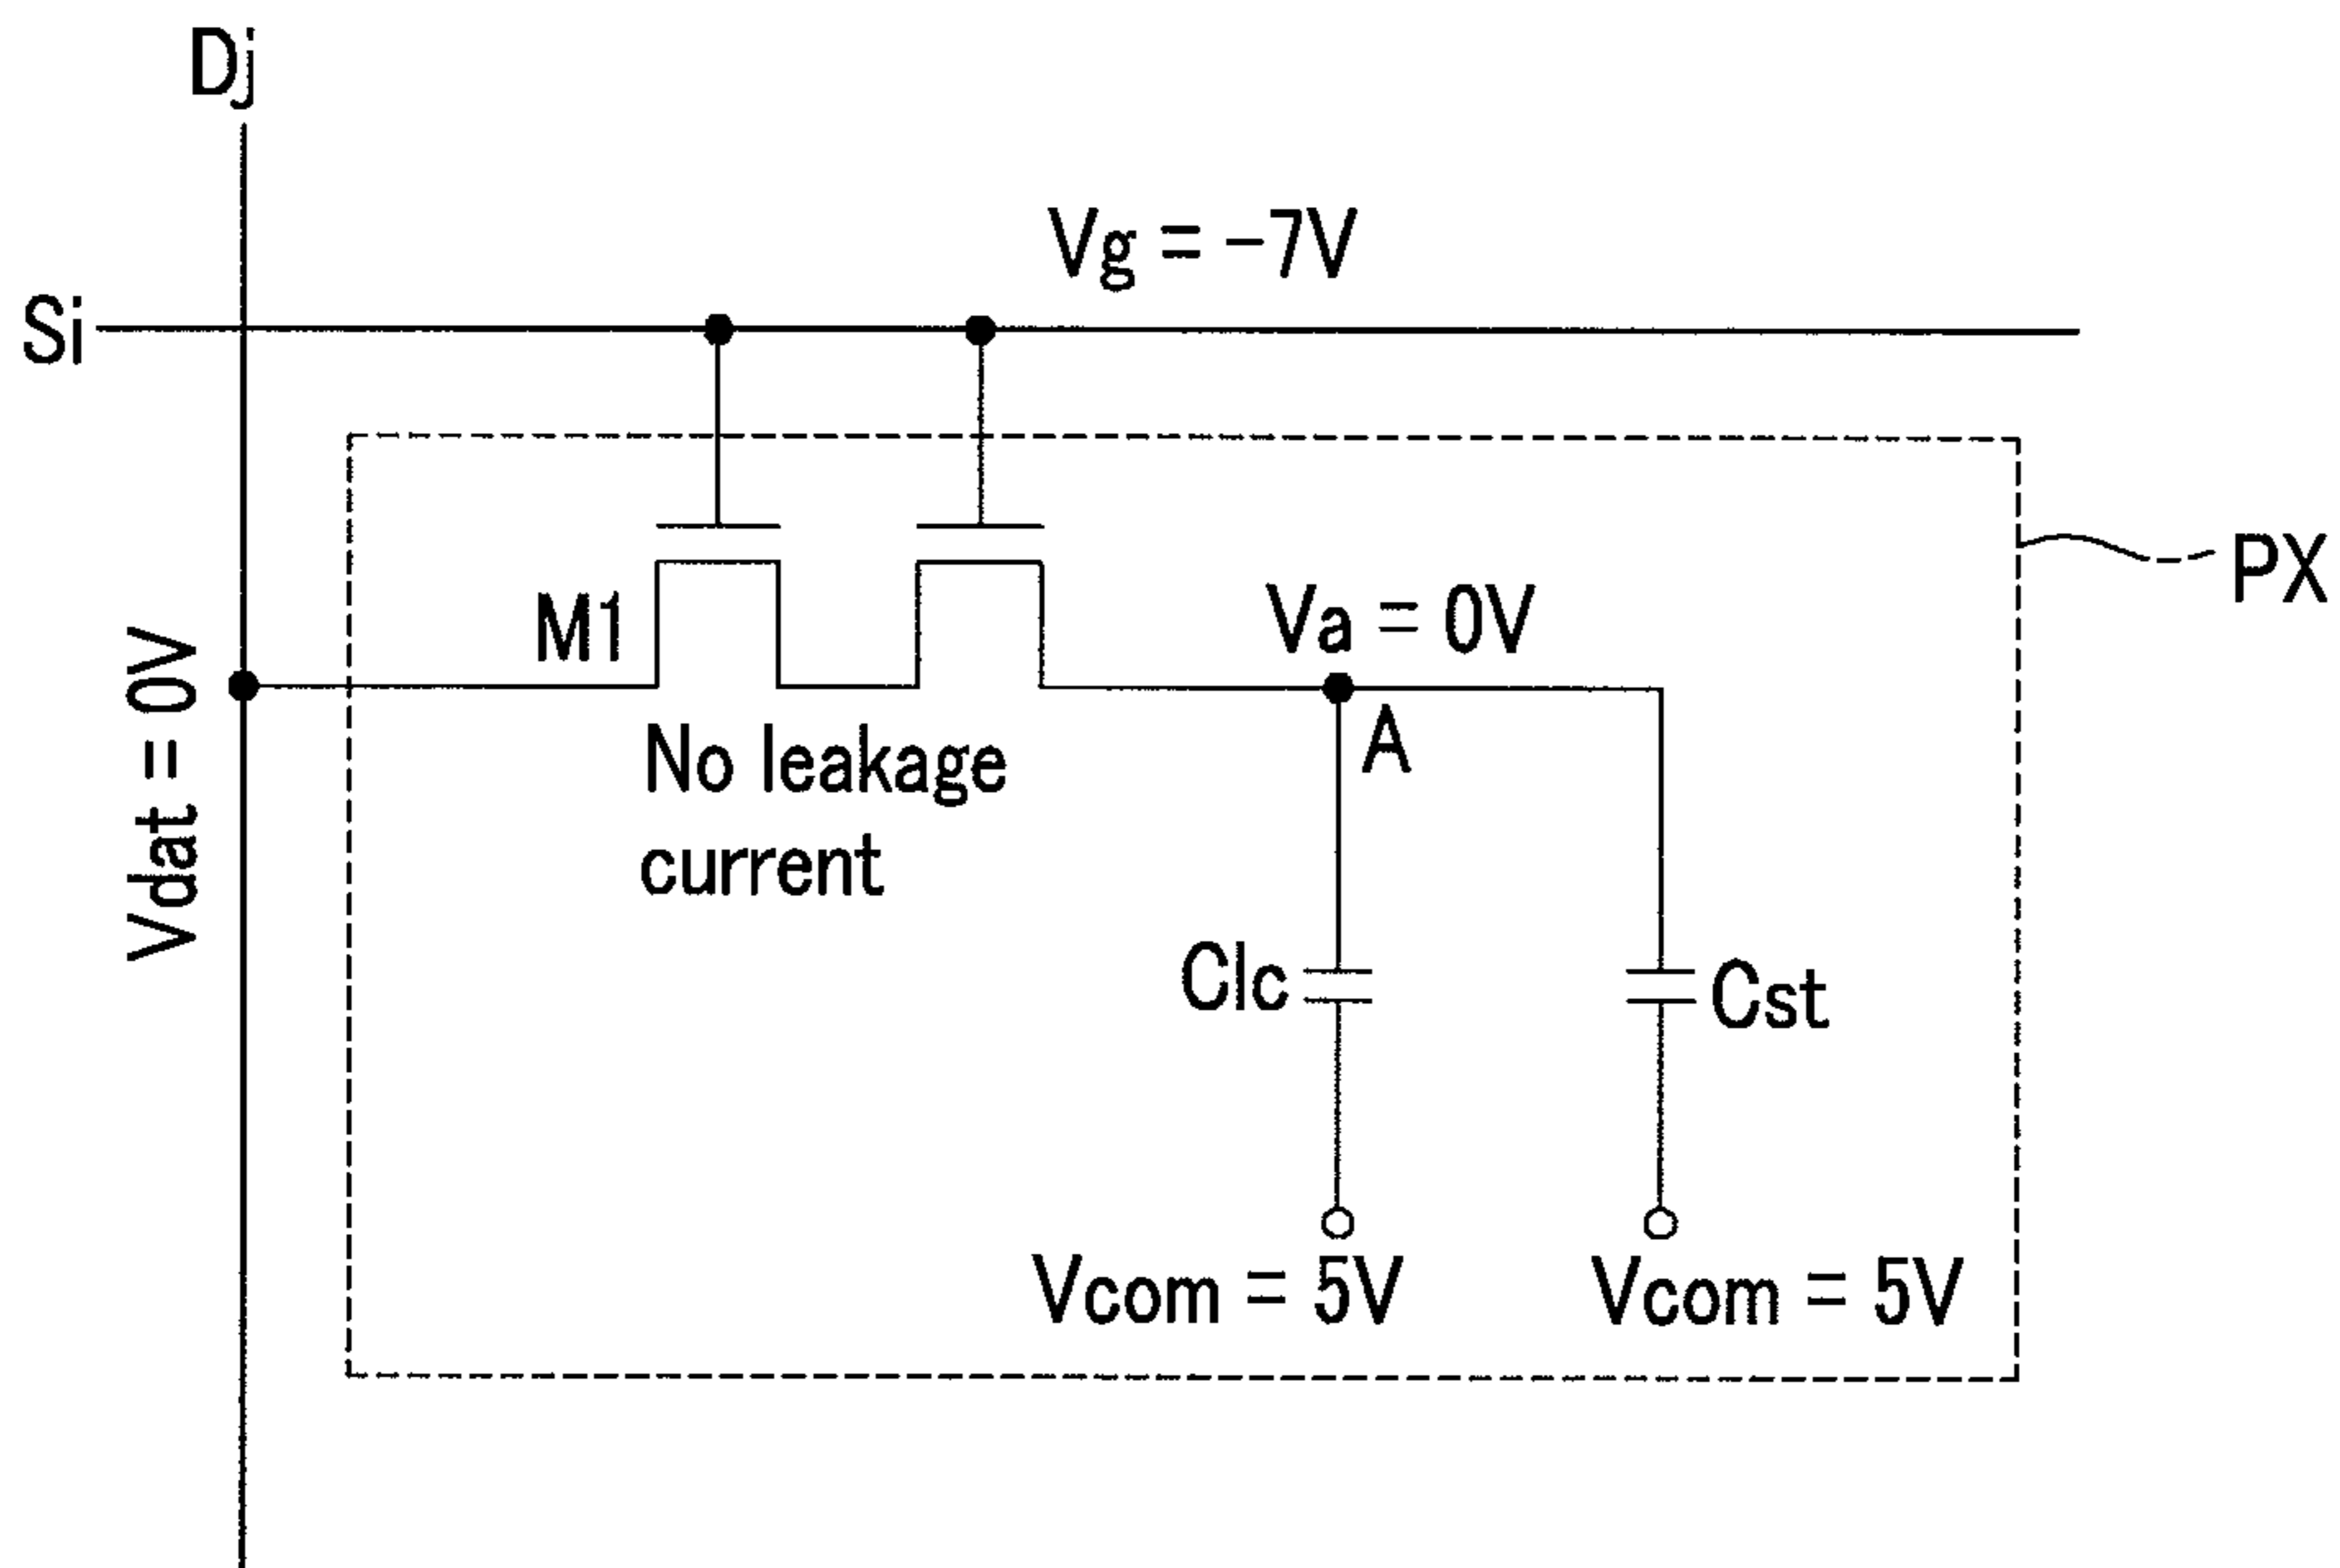 Dj
Vg = -7V
Si
PX
M1
Va = 0V
Vdat = 0V
A
No leakage
current
Clc
Cst
Vcom = 5V
Vcom = 5V